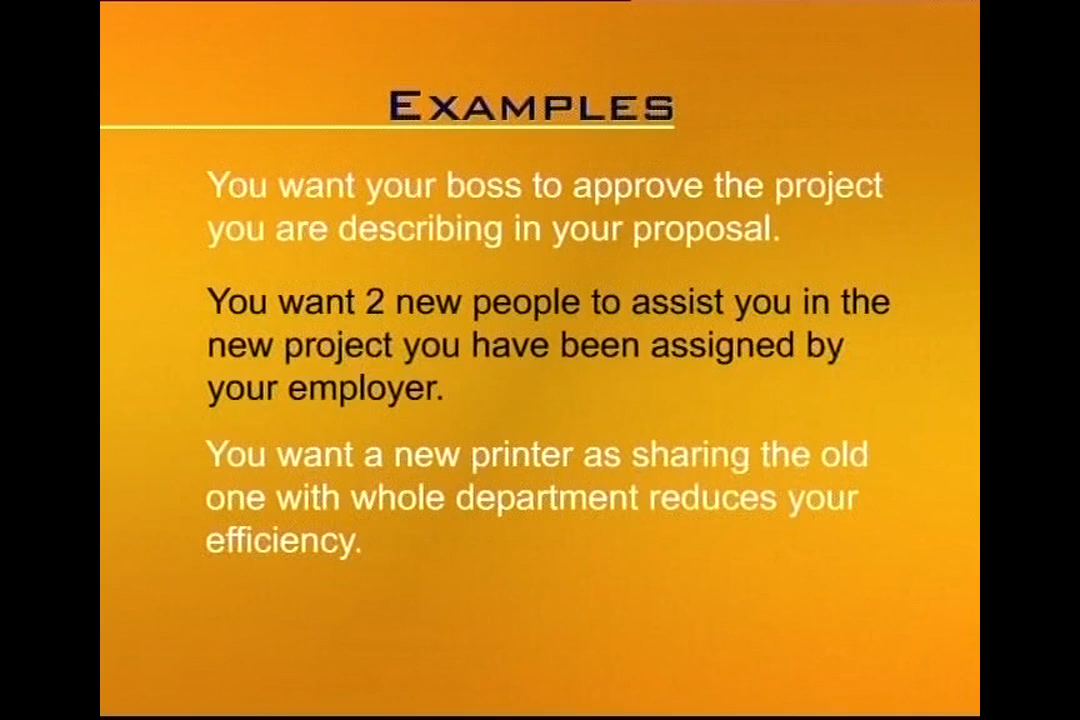 EXAMPLES
You want your boss to approve the project
you are describing in your proposal.
You want 2 new people to assist you in the
new project you have been assigned by
your employer.
You want a new printer as sharing the old
one with whole department reduces your
efficiency.